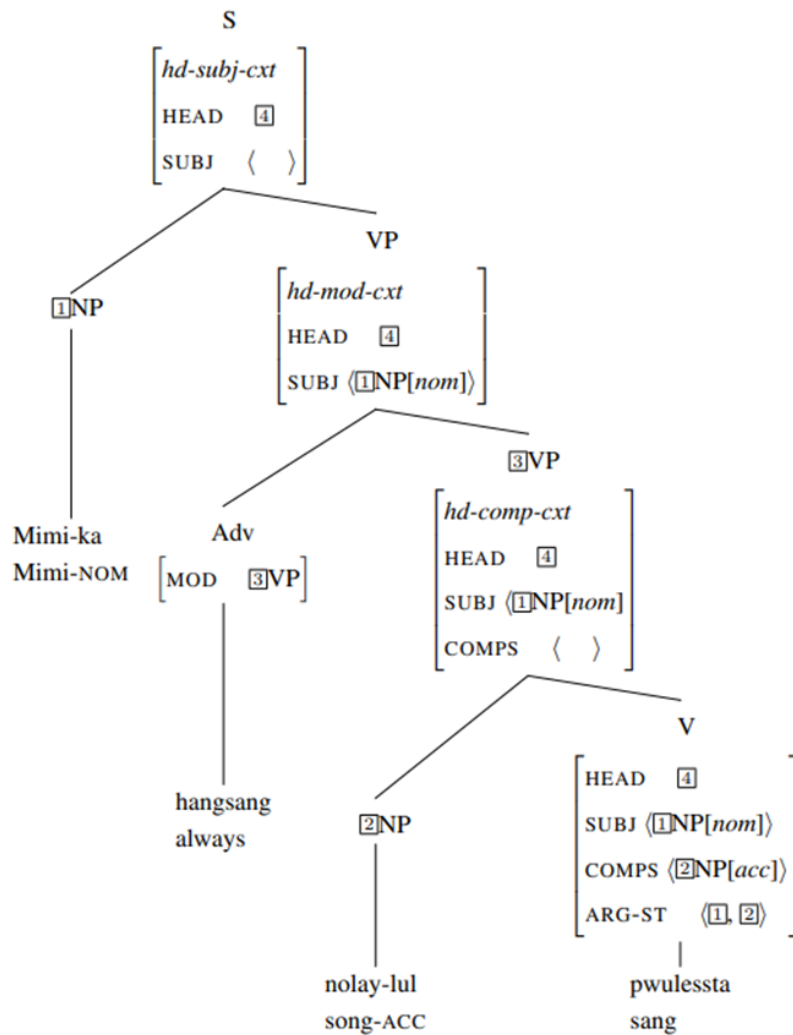 S
hd-subj-cxt
HEAD 4
SUBJ ⟨ ⟩
VP
1NP
hd-mod-cxt
HEAD 4
SUBJ ⟨1NP[nom]⟩
3VP
Mimi-ka
Mimi-NOM
Adv
[MOD 3VP]
hd-comp-cxt
HEAD 4
SUBJ ⟨1NP[nom]
COMPS ⟨ ⟩
V
hangsang
always
2NP
HEAD 4
SUBJ ⟨1NP[nom]⟩
COMPS ⟨2NP[acc]⟩
ARG-ST ⟨1, 2⟩
nolay-lul
song-ACC
pwulessta
sang